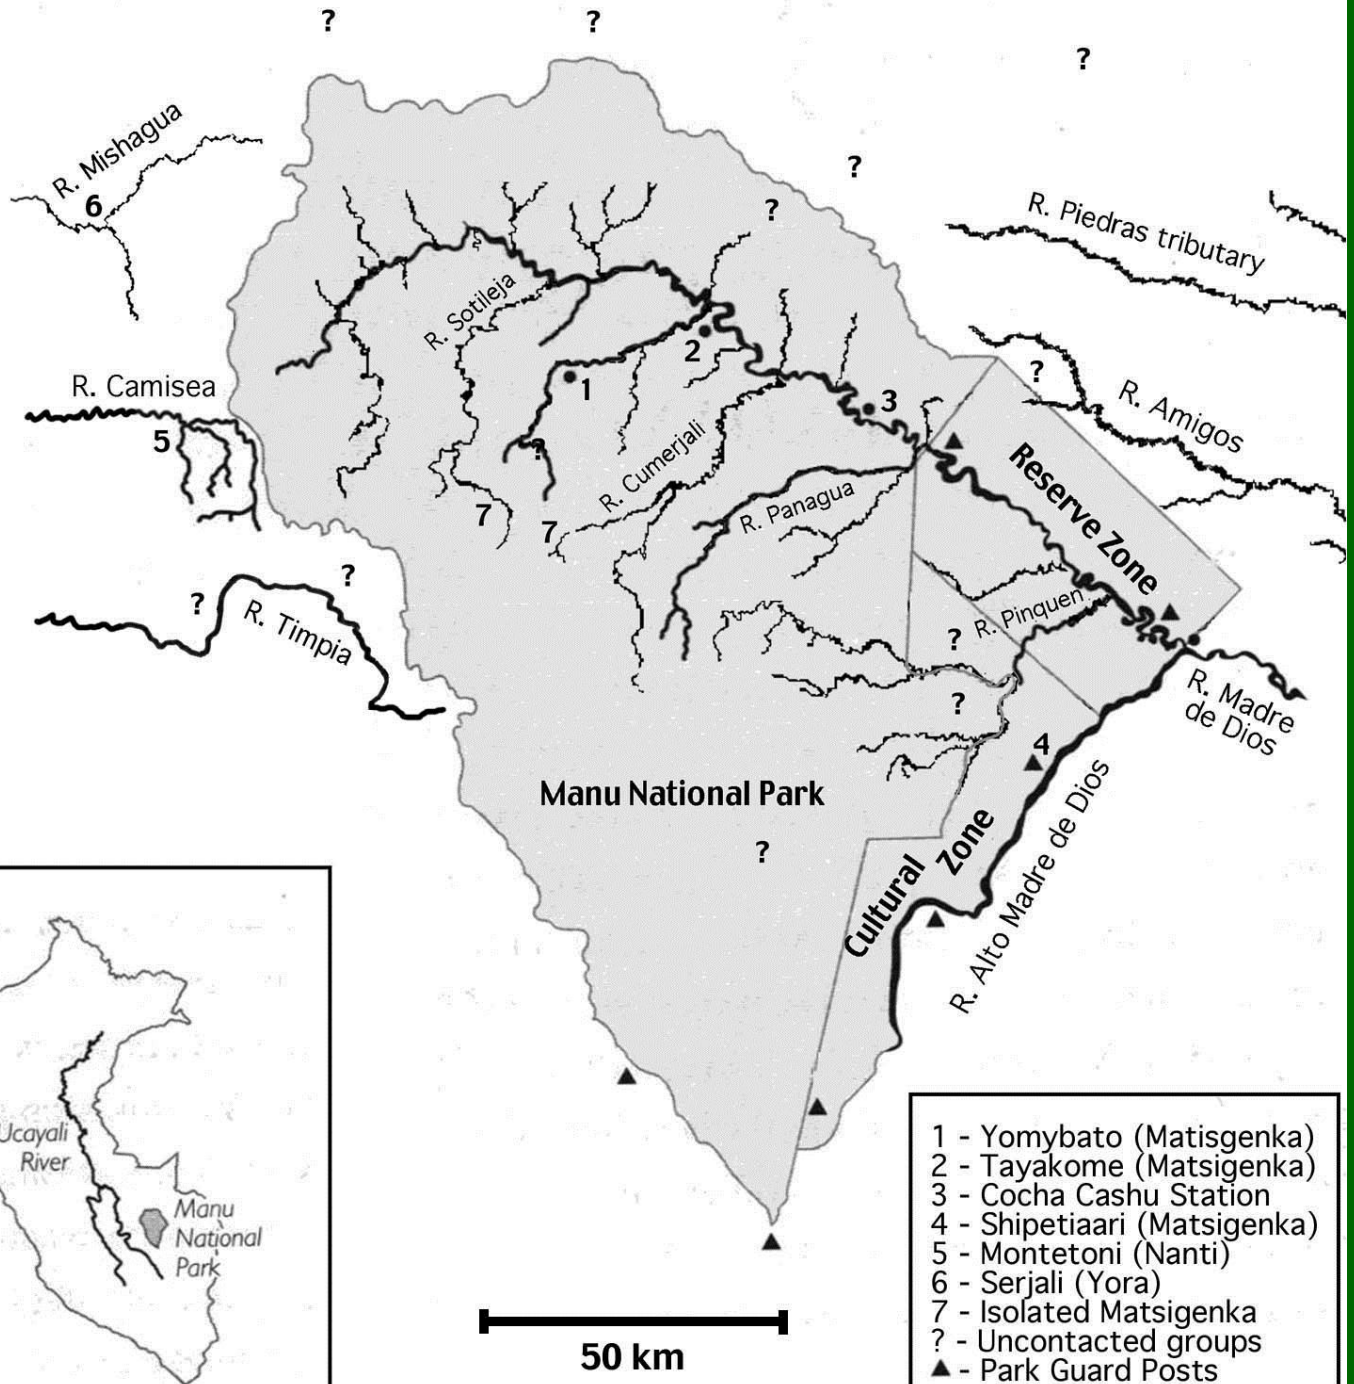 ?
?
?
R. Mishagua
6
?
?
R. Piedras tributary
R. Sotileja
2
?
1
3
R. Camisea
5
R. Amigos
?
R. Cumerjali
Reserve Zone
R. Panagua
7
7
?
?
R. Timpia
R. Pinquen
?
?
R. Madre
de Dios
4
Manu National Park
?
Cultural
Zone
R. Alto Madre de Dios
Ucayali
River
Manu
National
Park
50 km
1 - Yomybato (Matisgenka)
2 - Tayakome (Matsigenka)
3 - Cocha Cashu Station
4 - Shipetiaari (Matsigenka)
5 - Montetoni (Nanti)
6 - Serjali (Yora)
7 - Isolated Matsigenka
? - Uncontacted groups
▲ - Park Guard Posts